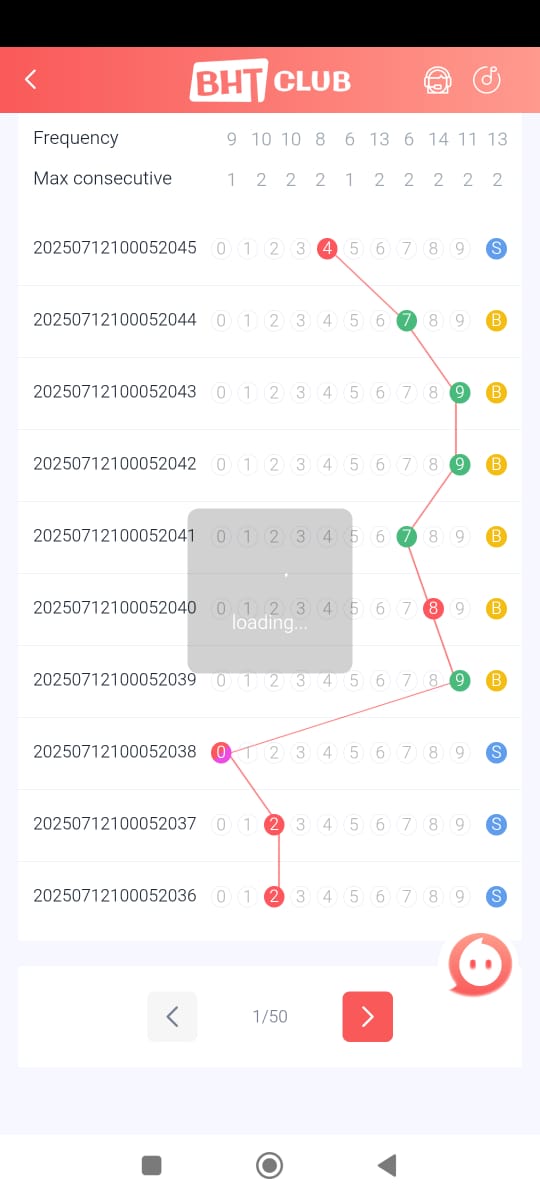 BHT CLUB
Frequency 9 10 10 8 6 13 6 14 11 13
Max consecutive 1 2 2 2 1 2 2 2 2 2
20250712100052045 0 1 2 3 4 5 6 7 8 9 S
20250712100052044 0 1 2 3 4 5 6 7 8 9 B
20250712100052043 0 1 2 3 4 5 6 7 8 9 B
20250712100052042 0 1 2 3 4 5 6 7 8 9 B
20250712100052041 0 1 2 3 4 5 6 7 8 9 B
20250712100052040 0 1 2 3 4 5 6 7 8 9 B
loading...
20250712100052039 0 1 2 3 4 5 6 7 8 9 B
20250712100052038 0 1 2 3 4 5 6 7 8 9 S
20250712100052037 0 1 2 3 4 5 6 7 8 9 S
20250712100052036 0 1 2 3 4 5 6 7 8 9 S
1/50